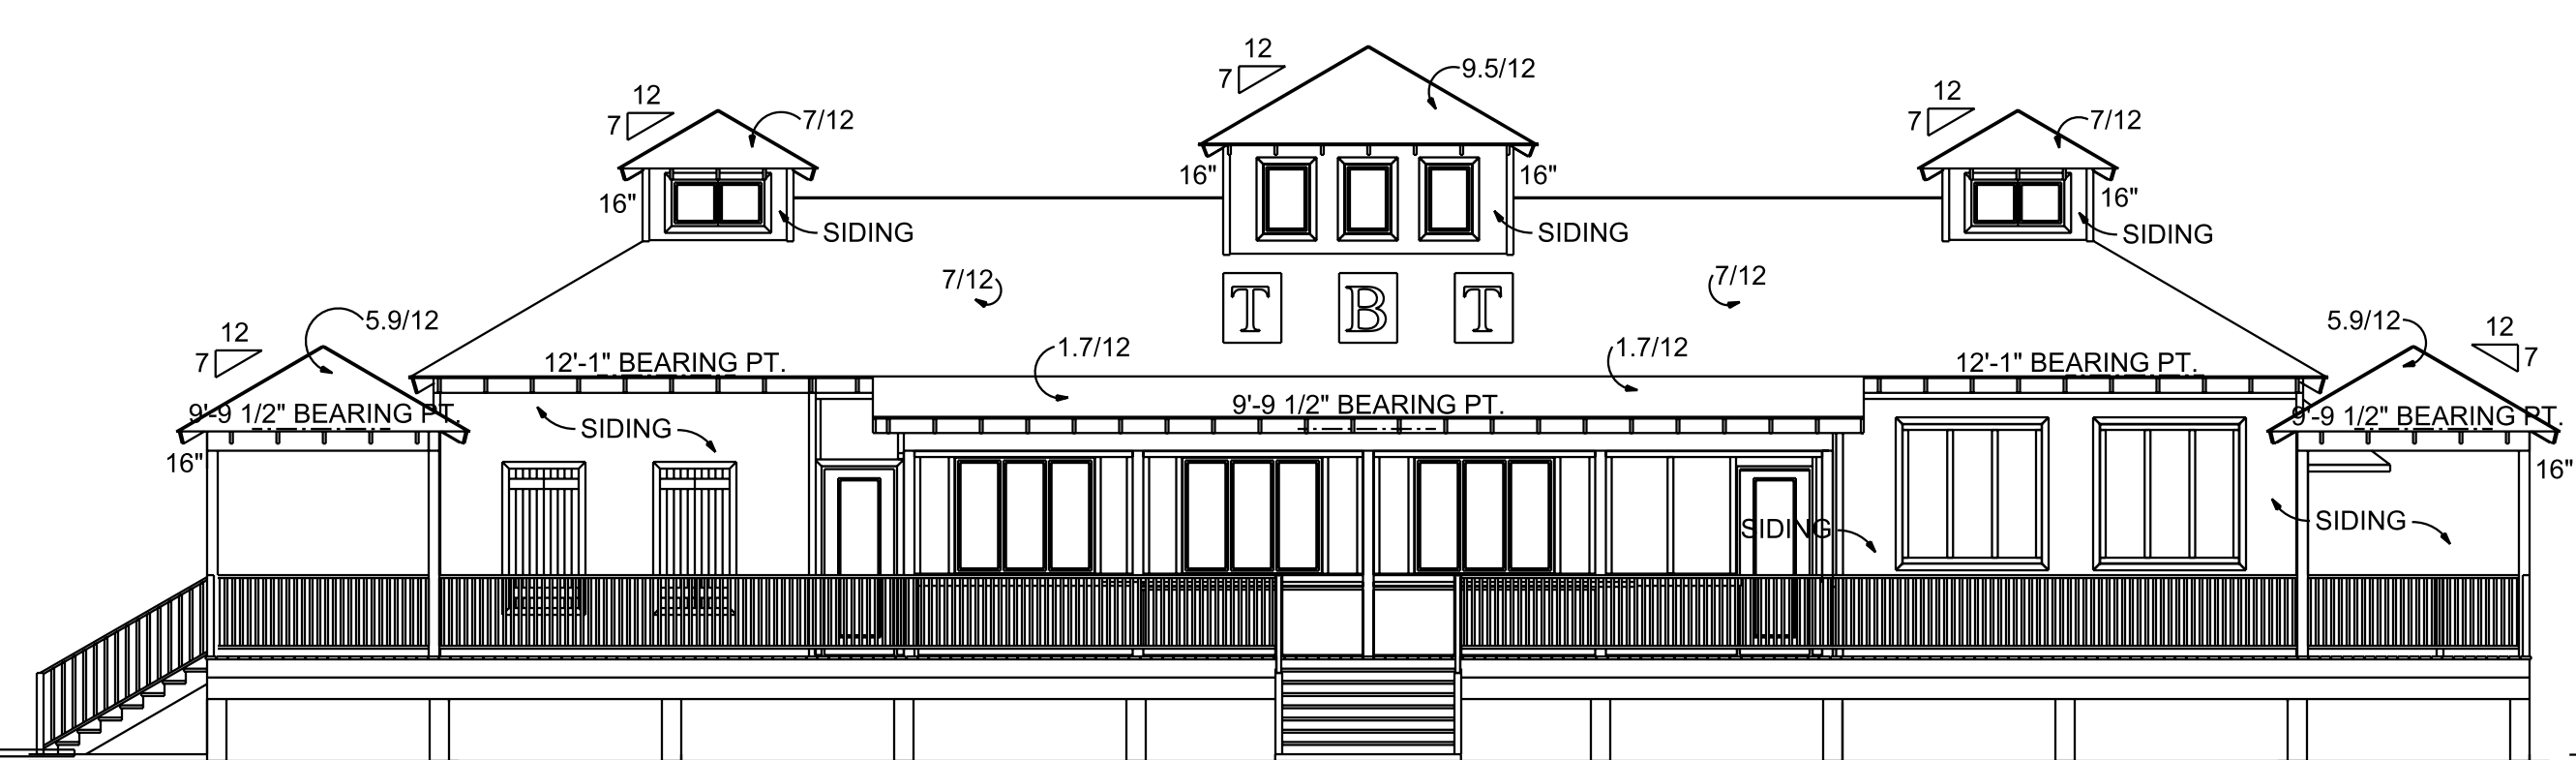 12
7
9.5/12
12
7
7/12
12
7
7/12
16"
16"
16"
16"
SIDING
SIDING
SIDING
7/12
7/12
T B T
12
7
5.9/12
1.7/12
1.7/12
5.9/12
12
7
12'-1" BEARING PT.
12'-1" BEARING PT.
9'-9 1/2" BEARING PT.
9'-9 1/2" BEARING PT.
9'-9 1/2" BEARING PT.
SIDING
16"
16"
SIDING
SIDING